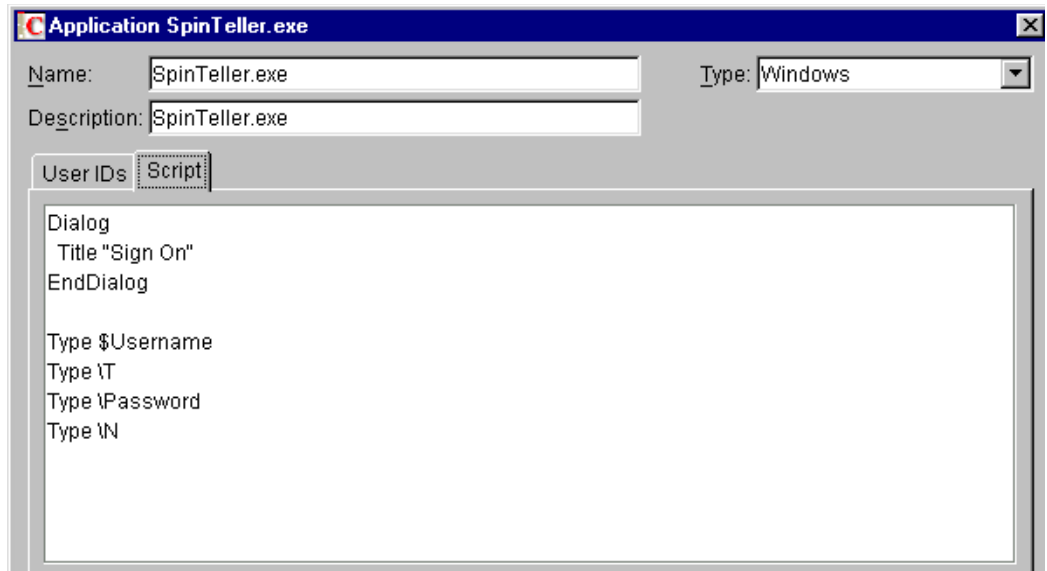 Application SpinTeller.exe
Name: SpinTeller.exe Type: Windows
Description: SpinTeller.exe
User IDs Script
Dialog
Title "Sign On"
EndDialog
Type $Username
Type \T
Type \Password
Type \N